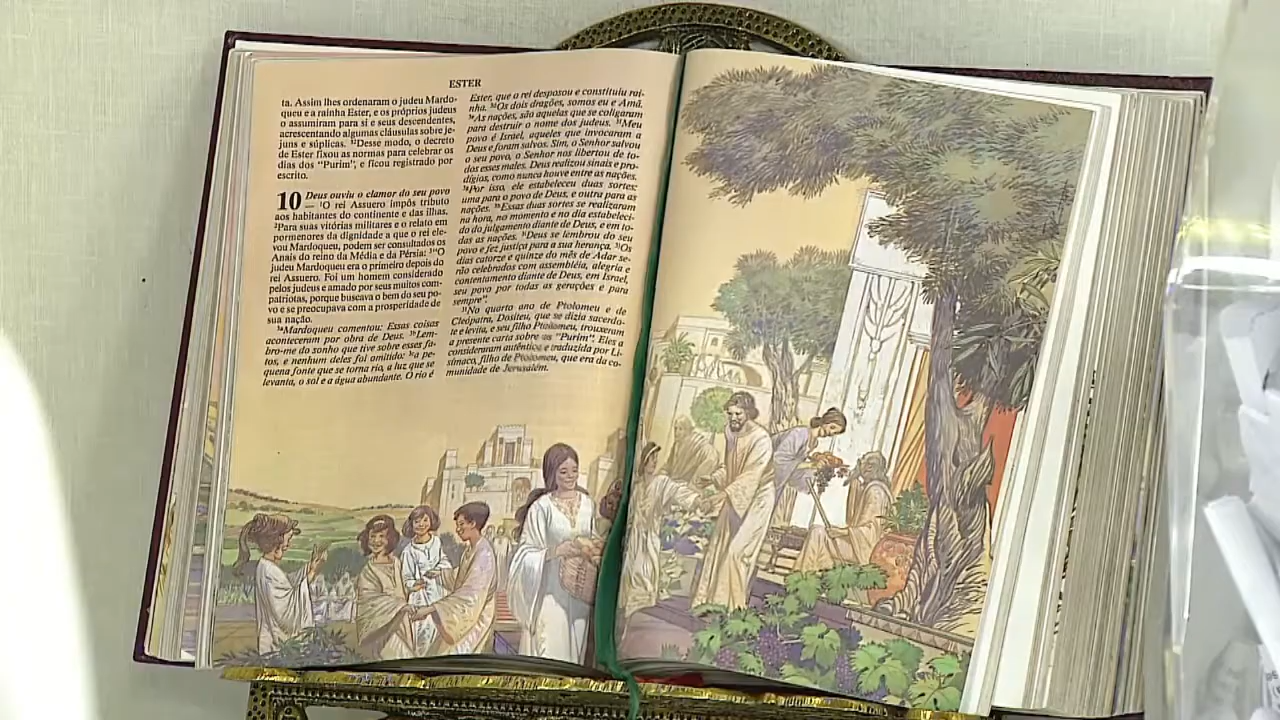 ESTER
ta. Assim lhes ordenaram o judeu Mardo-
queu e a rainha Ester, e os próprios judeus
o assumiram para si e seus descendentes,
acrescentando algumas cláusulas sobre je-
juns e súplicas. ³²Desse modo, o decreto
de Ester fixou as normas para celebrar os
dias dos "Purim", e ficou registrado por
escrito.
10 Deus ouviu o clamor do seu povo
— ¹O rei Assuero impôs tributo
aos habitantes do continente e das ilhas.
²Para suas vitórias militares e o relato em
pormenores da dignidade a que o rei ele-
vou Mardoqueu, podem ser consultados os
Anais do reino da Média e da Pérsia: ³"O
judeu Mardoqueu era o primeiro depois do
rei Assuero. Foi um homem considerado
pelos judeus e amado por seus muitos com-
patriotas, porque buscava o bem do seu po-
vo e se preocupava com a prosperidade de
sua nação.
³ᵃMardoqueu comentou: Essas coisas
aconteceram por obra de Deus. ³ᵇLem-
bro-me do sonho que tive sobre esses fa-
tos, e nenhum deles foi omitido: ³ᶜa pe-
quena fonte que se torna rio, a luz que se
levanta, o sol e a água abundante. O rio é
Ester, que o rei desposou e constituiu rai-
nha. ³ᵈOs dois dragões, somos eu e Amã.
³ᵉAs nações, são aquelas que se coligaram
para destruir o nome dos judeus. ³ᶠMeu
povo é Israel, aqueles que invocaram a
Deus e foram salvos. Sim, o Senhor salvou
o seu povo, o Senhor nos libertou de to-
dos esses males. Deus realizou sinais e pro-
dígios, como nunca houve entre as nações.
³ᵍPor isso, ele estabeleceu duas sortes:
uma para o povo de Deus, e outra para as
nações. ³ʰEssas duas sortes se realizaram
na hora, no momento e no dia estabeleci-
do do julgamento diante de Deus, e em to-
das as nações. ³ⁱDeus se lembrou do seu
povo e fez justiça para a sua herança. ³ʲOs
dias catorze e quinze do mês de Adar se-
rão celebrados com assembléia, alegria e
contentamento diante de Deus, em Israel,
seu povo por todas as gerações e para
sempre".
³ˡNo quarto ano de Ptolomeu e de
Cleópatra, Dositeu, que se dizia sacerdo-
te e levita, e seu filho Ptolomeu, trouxeram
a presente carta sobre os "Purim". Eles a
consideram autêntica e traduzida por Li-
símaco, filho de Ptolomeu, que era da co-
munidade de Jerusalém.